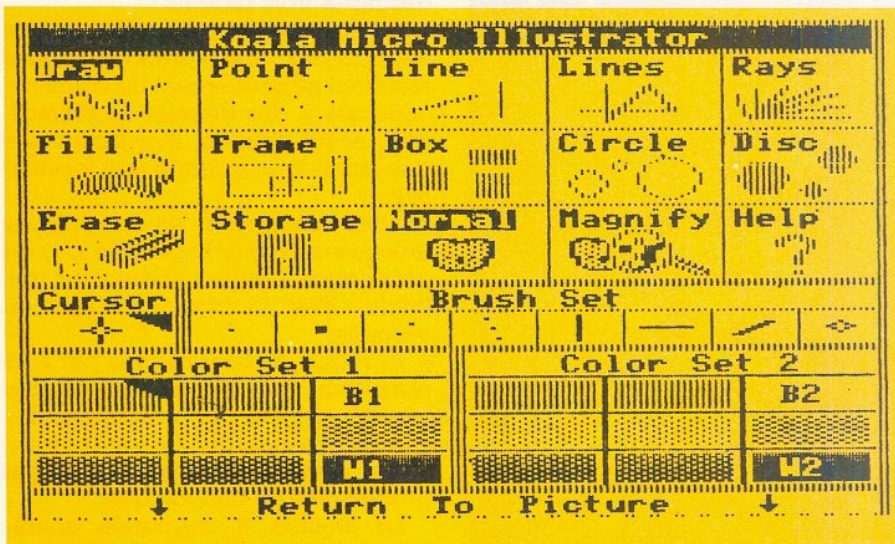 Koala Micro Illustrator
Draw Point Line Lines Rays
Fill Frame Box Circle Disc
Erase Storage Normal Magnify Help
Cursor Brush Set
Color Set 1 Color Set 2
B1 B2
W1 W2
Return To Picture